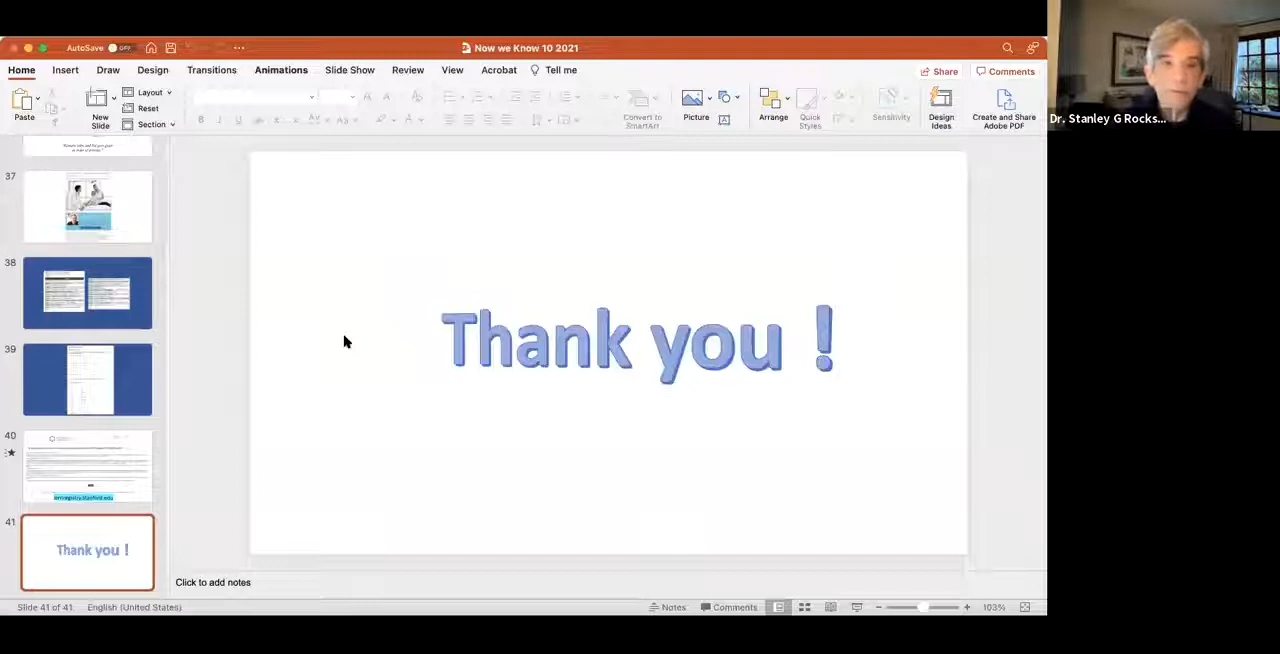 AutoSave OFF
Now we Know 10 2021
Home Insert Draw Design Transitions Animations Slide Show Review View Acrobat Tell me
Share Comments
Paste
New
Slide
Layout
Reset
Section
Convert to
SmartArt
Picture
Arrange
Quick
Styles
Sensitivity
Design
Ideas
Create and Share
Adobe PDF
Dr. Stanley G Rocks...
37
38
39
40
41
Thank you !
Thank you !
Click to add notes
Slide 41 of 41 English (United States)
Notes Comments 103%